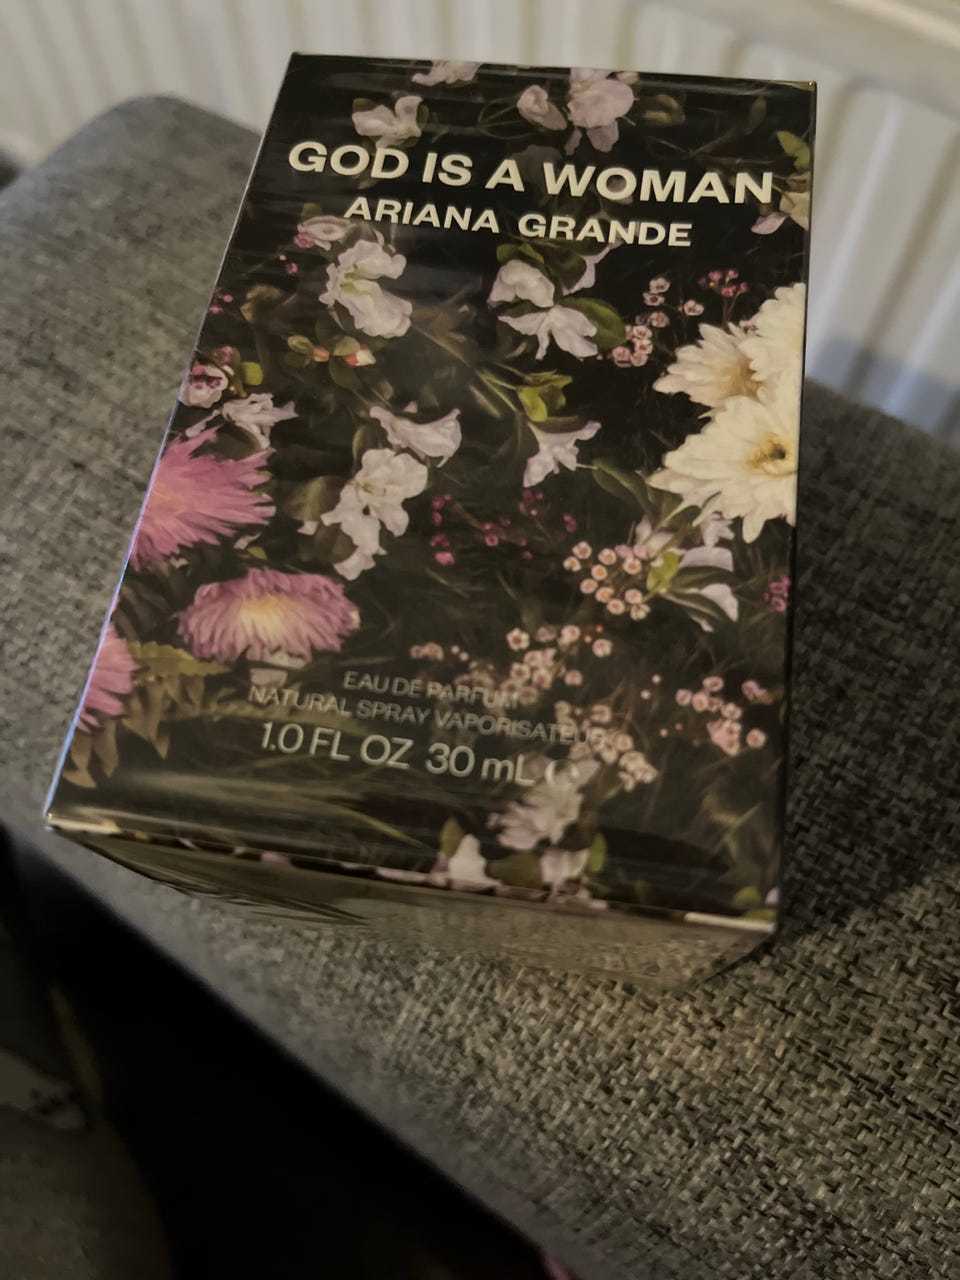 GOD IS A WOMAN
ARIANA GRANDE
EAU DE PARFUM
NATURAL SPRAY VAPORISATEUR
1.0 FL OZ 30 mL ℮